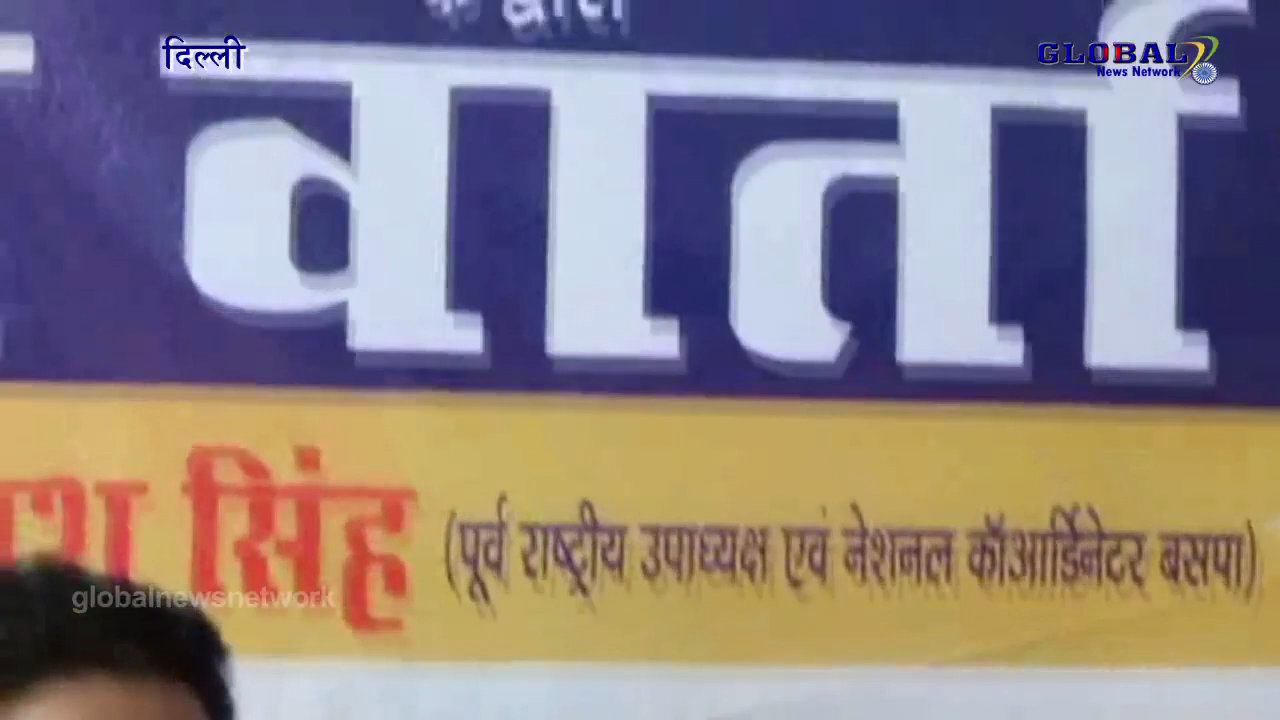 के द्वारा
दिल्ली
GLOBAL
News Network
वार्ता
सिंह (पूर्व राष्ट्रीय उपाध्यक्ष एवं नेशनल कॉआर्डिनेटर बसपा)
globalnewsnetwork